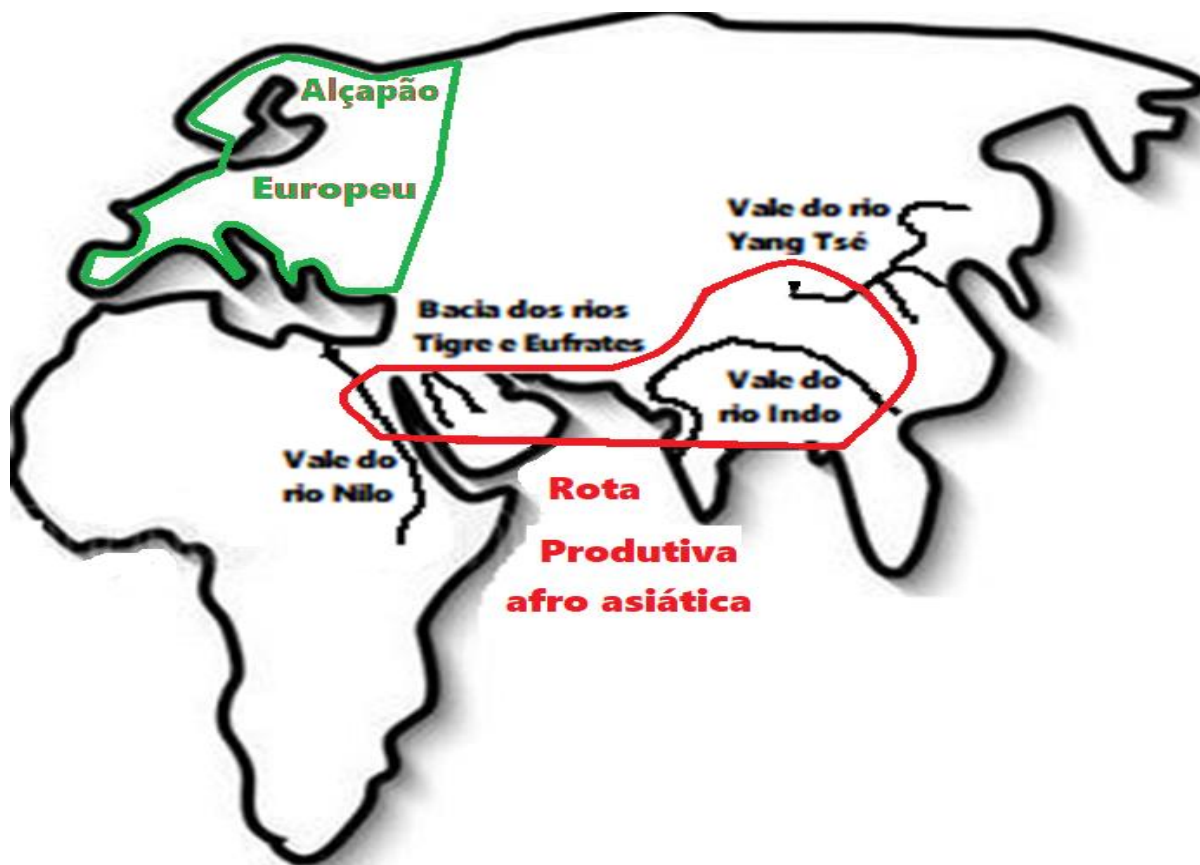 Alçapão
Europeu
Vale do rio
Yang Tsé
Bacia dos rios
Tigre e Eufrates
Vale do
rio Indo
Vale do
rio Nilo
Rota
Produtiva
afro asiática